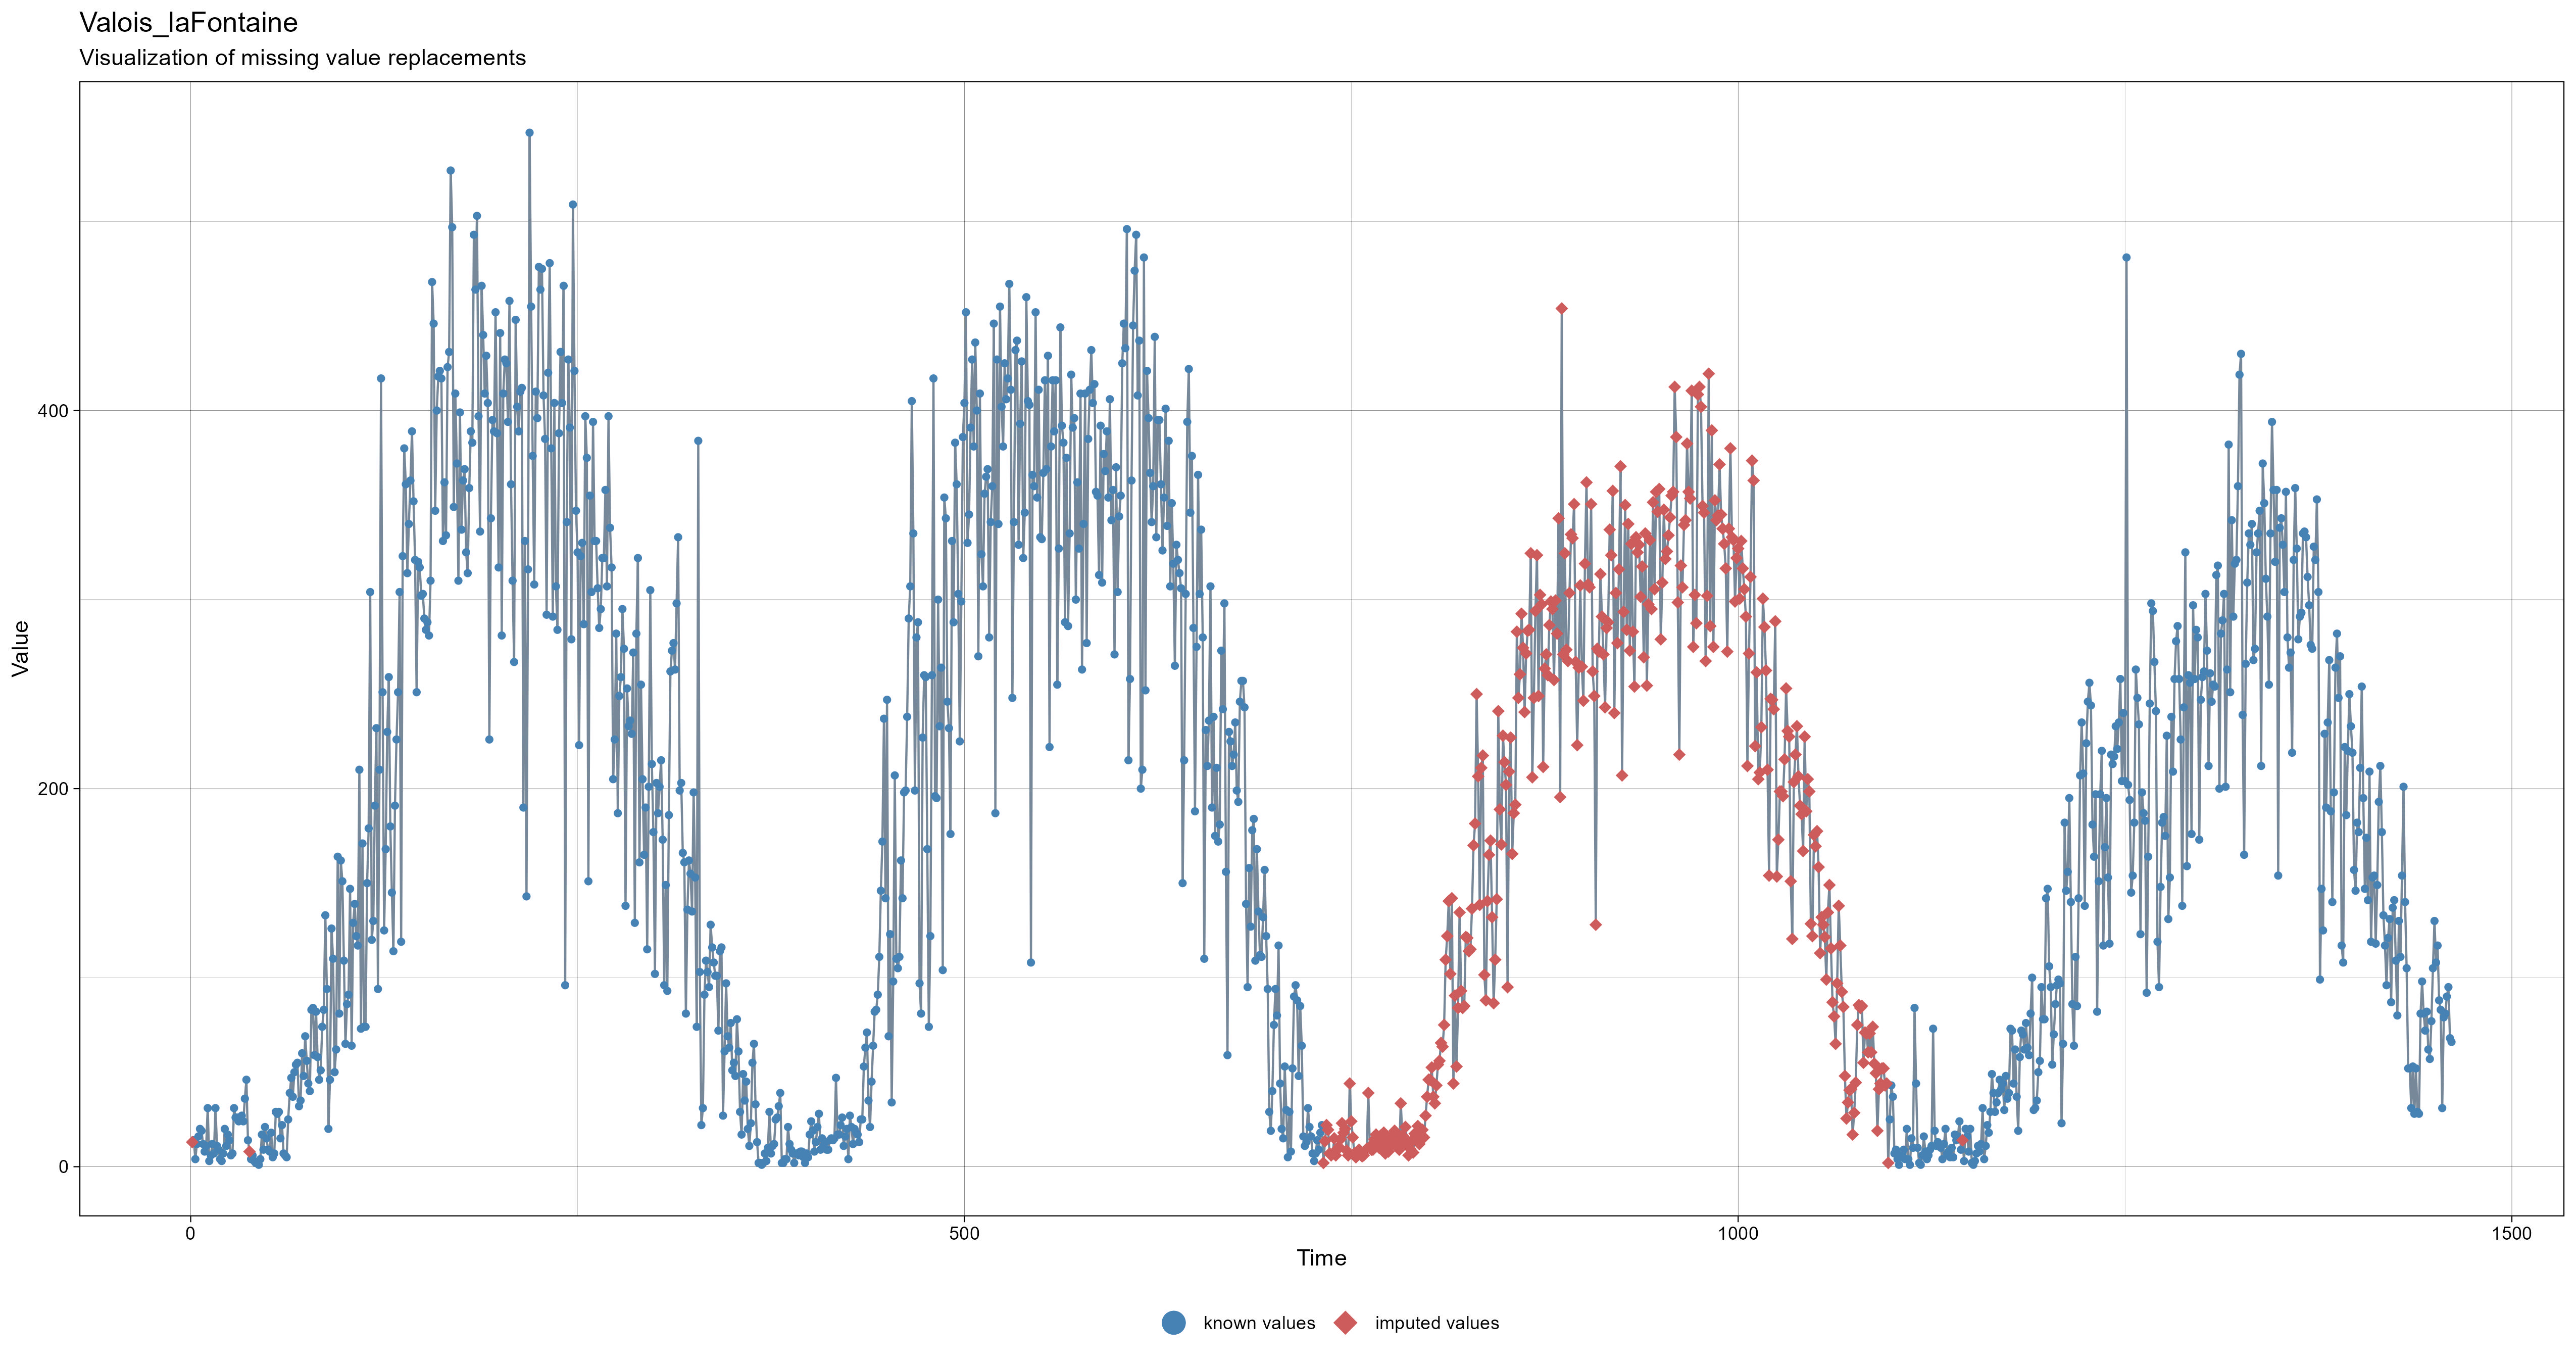 Valois_laFontaine
Visualization of missing value replacements
Value
400
200
0
0 500 1000 1500
Time
known values imputed values